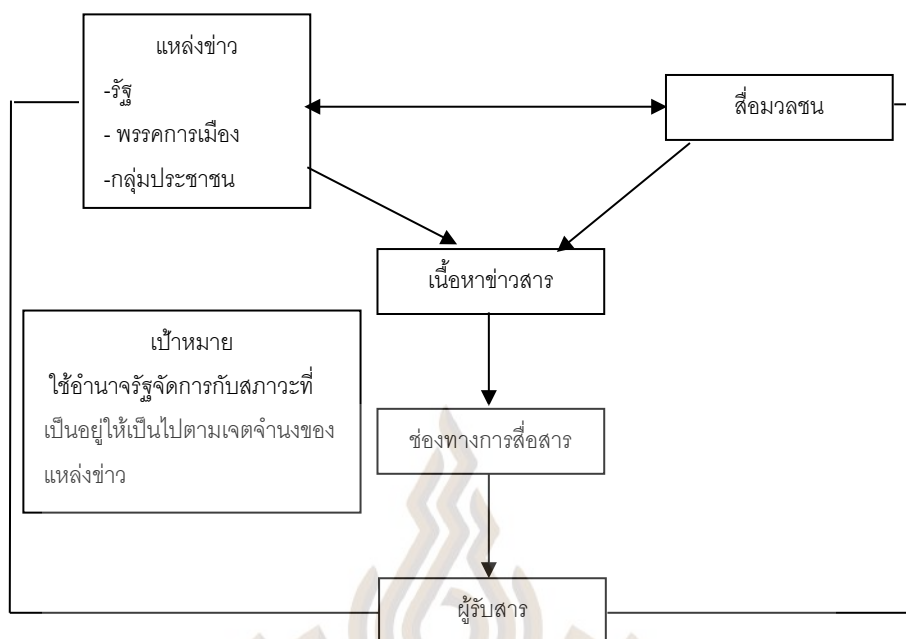 แหล่งข่าว
-รัฐ
- พรรคการเมือง
-กลุ่มประชาชน
สื่อมวลชน
เนื้อหาข่าวสาร
เป้าหมาย
ใช้อำนาจรัฐจัดการกับสภาวะที่
เป็นอยู่ให้เป็นไปตามเจตจำนงของ
แหล่งข่าว
ช่องทางการสื่อสาร
ผู้รับสาร